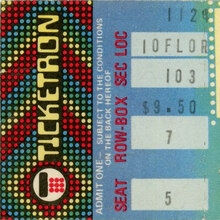 TICKETRON
ADMIT ONE — SUBJECT TO THE CONDITIONS
ON THE BACK HEREOF
SEAT ROW-BOX SEC LOC
112
10FLOR
103
$9.50
7
5